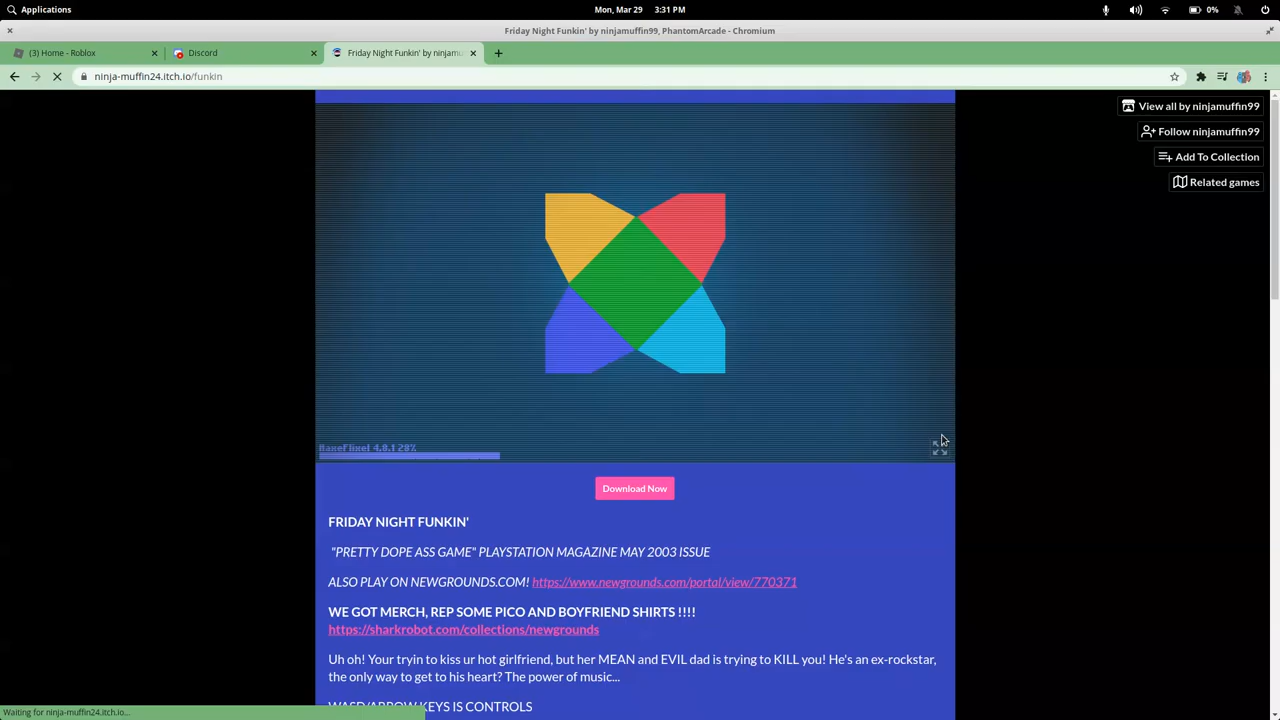 Applications
Mon, Mar 29 3:31 PM
0%
Friday Night Funkin' by ninjamuffin99, PhantomArcade - Chromium
(3) Home - Roblox
Discord
Friday Night Funkin' by ninjamu
ninja-muffin24.itch.io/funkin
View all by ninjamuffin99
Follow ninjamuffin99
Add To Collection
Related games
HaxeFlixel 4.8.1 28%
Download Now
FRIDAY NIGHT FUNKIN'
"PRETTY DOPE ASS GAME" PLAYSTATION MAGAZINE MAY 2003 ISSUE
ALSO PLAY ON NEWGROUNDS.COM! https://www.newgrounds.com/portal/view/770371
WE GOT MERCH, REP SOME PICO AND BOYFRIEND SHIRTS !!!!
https://sharkrobot.com/collections/newgrounds
Uh oh! Your tryin to kiss ur hot girlfriend, but her MEAN and EVIL dad is trying to KILL you! He's an ex-rockstar,
the only way to get to his heart? The power of music...
WASD/ARROW KEYS IS CONTROLS
Waiting for ninja-muffin24.itch.io...